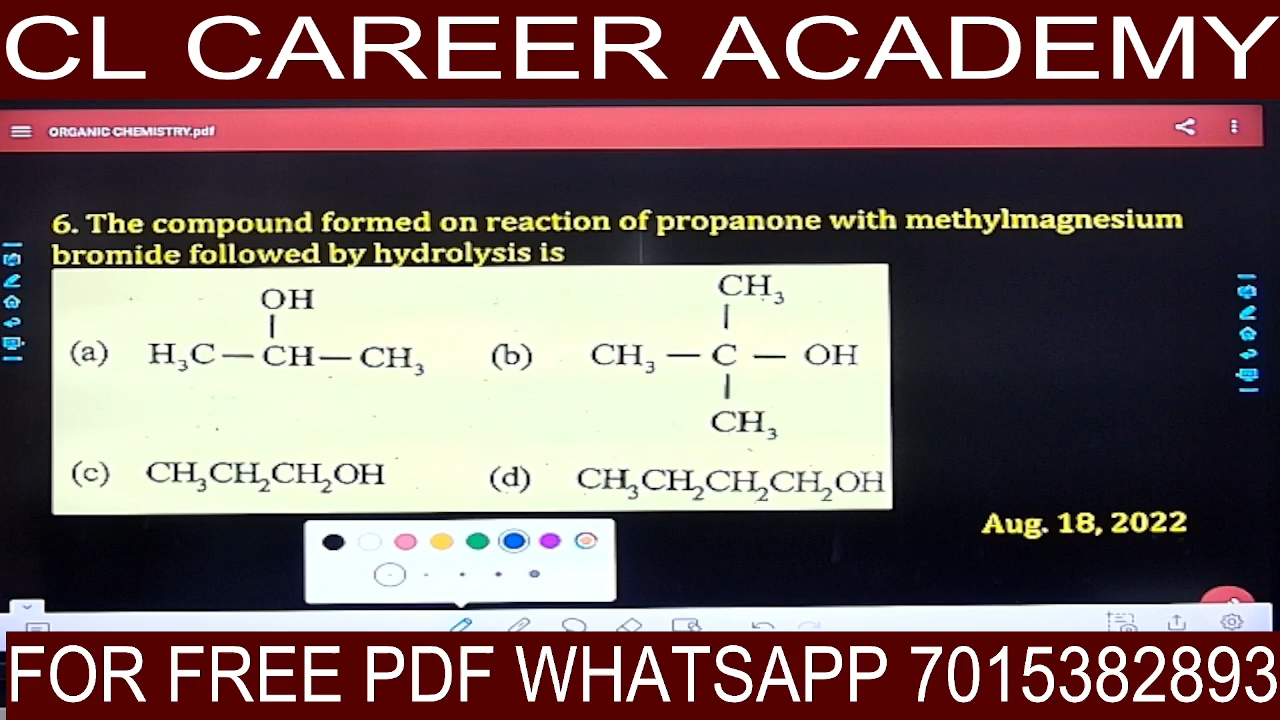 CL CAREER ACADEMY
ORGANIC CHEMISTRY.pdf
6. The compound formed on reaction of propanone with methylmagnesium
bromide followed by hydrolysis is
OH
|
(a) H₃C — CH — CH₃
CH₃
|
(b) CH₃ — C — OH
|
CH₃
(c) CH₃CH₂CH₂OH (d) CH₃CH₂CH₂CH₂OH
Aug. 18, 2022
FOR FREE PDF WHATSAPP 7015382893